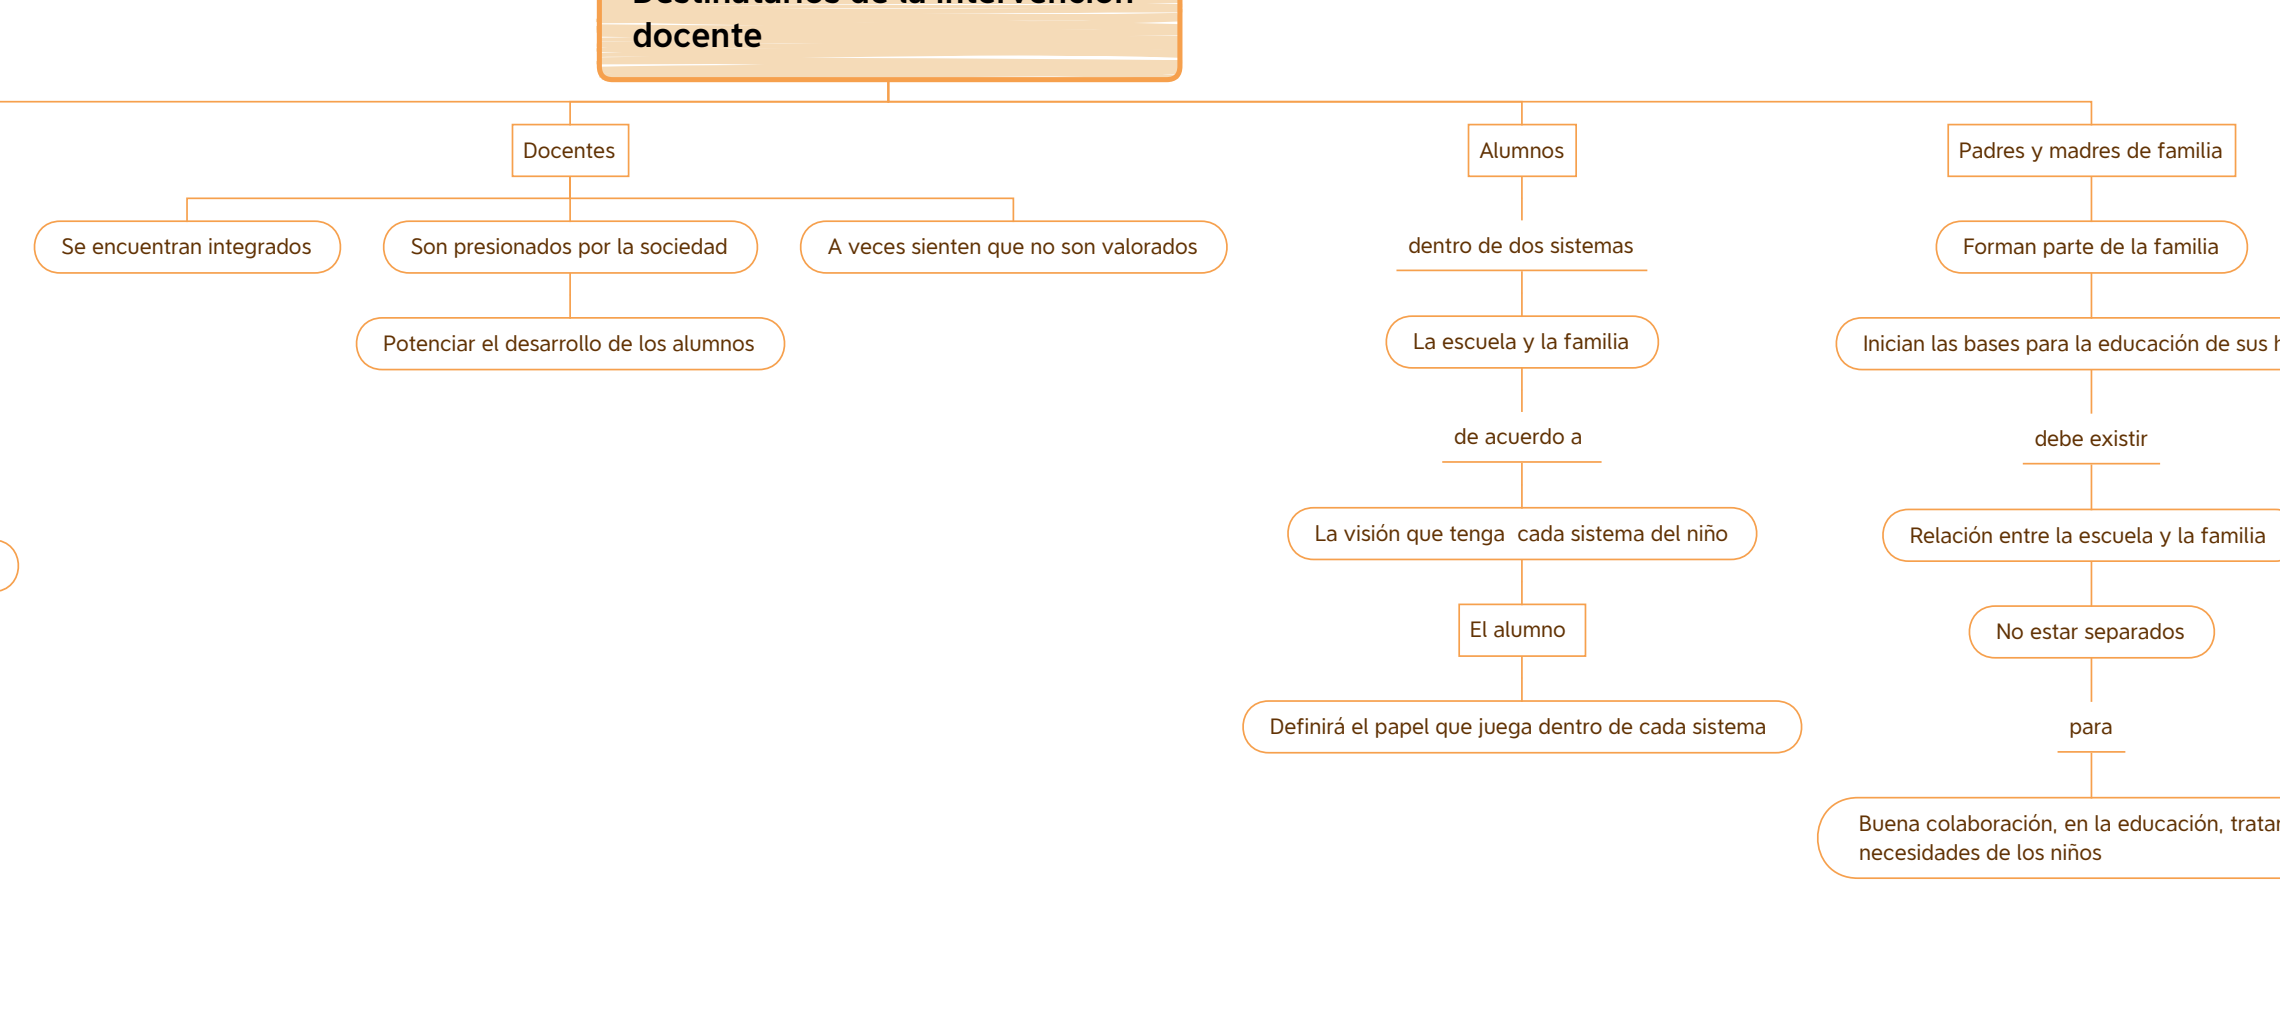 Destinatarios de la intervención
docente
Docentes
Alumnos
Padres y madres de familia
Se encuentran integrados
Son presionados por la sociedad
A veces sienten que no son valorados
dentro de dos sistemas
Forman parte de la familia
Potenciar el desarrollo de los alumnos
La escuela y la familia
Inician las bases para la educación de sus
de acuerdo a
debe existir
La visión que tenga  cada sistema del niño
Relación entre la escuela y la familia
El alumno
No estar separados
Definirá el papel que juega dentro de cada sistema
para
Buena colaboración, en la educación,
necesidades de los niños